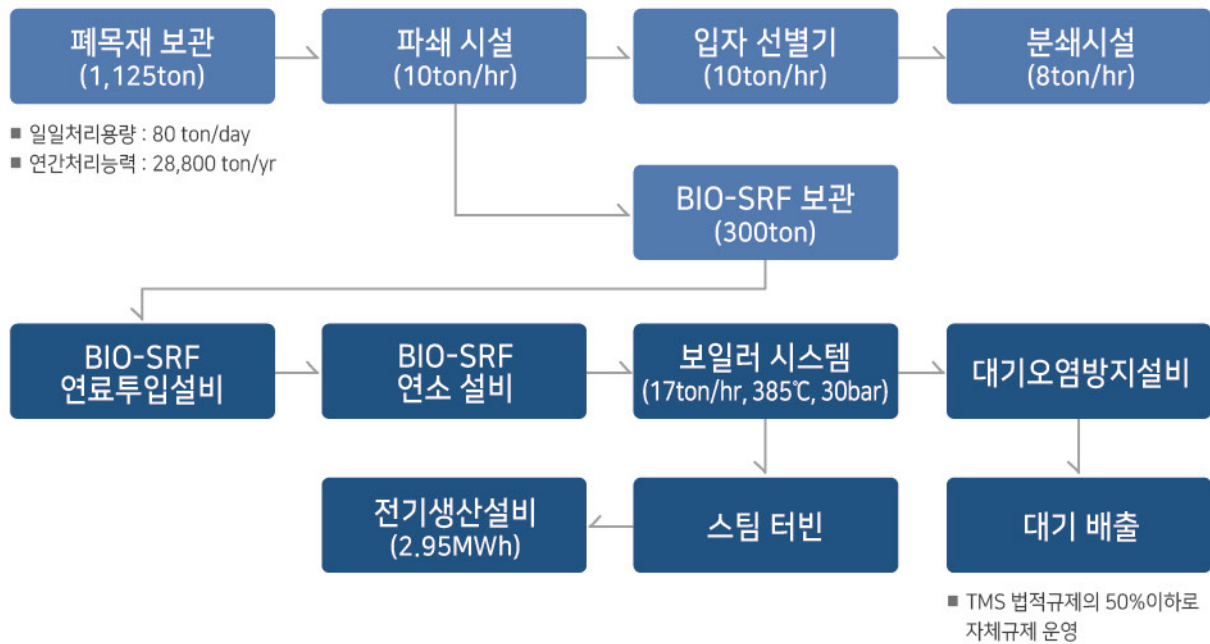 폐목재 보관
(1,125ton)
파쇄 시설
(10ton/hr)
입자 선별기
(10ton/hr)
분쇄시설
(8ton/hr)
■ 일일처리용량 : 80 ton/day
■ 연간처리능력 : 28,800 ton/yr
BIO-SRF 보관
(300ton)
BIO-SRF
연료투입설비
BIO-SRF
연소 설비
보일러 시스템
(17ton/hr, 385℃, 30bar)
대기오염방지설비
전기생산설비
(2.95MWh)
스팀 터빈
대기 배출
■ TMS 법적규제의 50%이하로
자체규제 운영